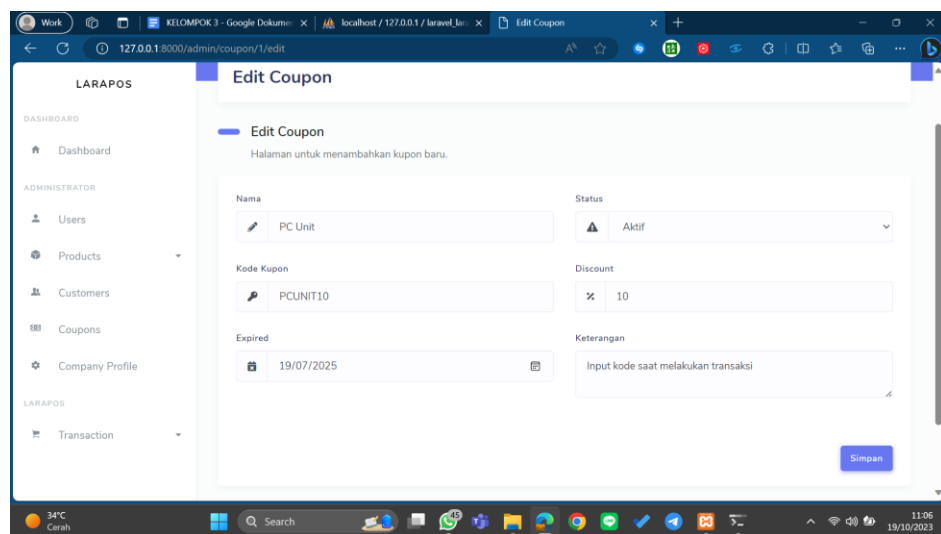 Work
KELOMPOK 3 - Google Dokumen
localhost / 127.0.0.1 / laravel_lar
Edit Coupon
127.0.0.1:8000/admin/coupon/1/edit
LARAPOS
DASHBOARD
Dashboard
ADMINISTRATOR
Users
Products
Customers
Coupons
Company Profile
LARAPOS
Transaction
Edit Coupon
Edit Coupon
Halaman untuk menambahkan kupon baru.
Nama
PC Unit
Status
Aktif
Kode Kupon
PCUNIT10
Discount
10
Expired
19/07/2025
Keterangan
Input kode saat melakukan transaksi
Simpan
34°C
Cerah
Search
45
11:06
19/10/2023